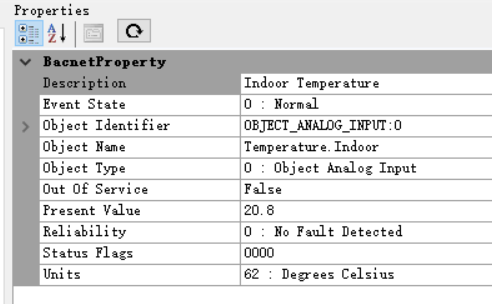 Properties
BacnetProperty
Description Indoor Temperature
Event State 0 : Normal
Object Identifier OBJECT_ANALOG_INPUT:0
Object Name Temperature.Indoor
Object Type 0 : Object Analog Input
Out Of Service False
Present Value 20.8
Reliability 0 : No Fault Detected
Status Flags 0000
Units 62 : Degrees Celsius